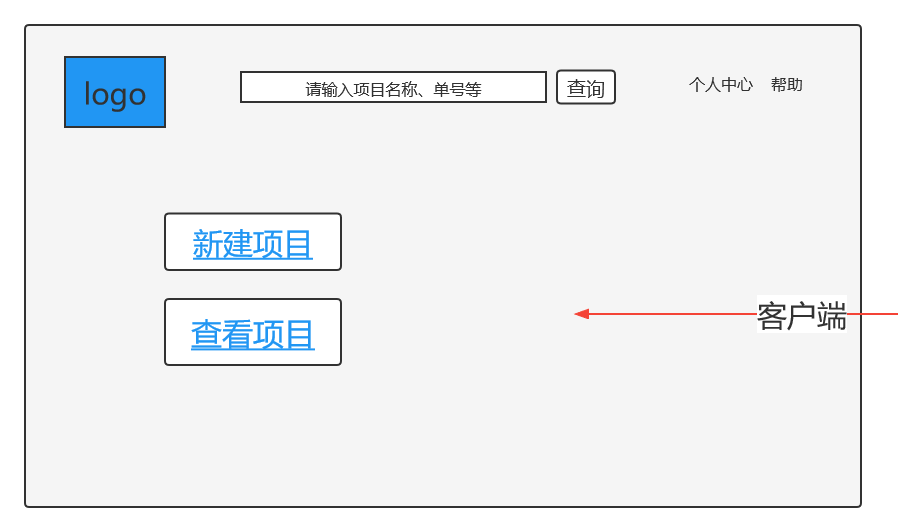 logo
请输入项目名称、单号等
查询
个人中心 帮助
新建项目
查看项目
客户端